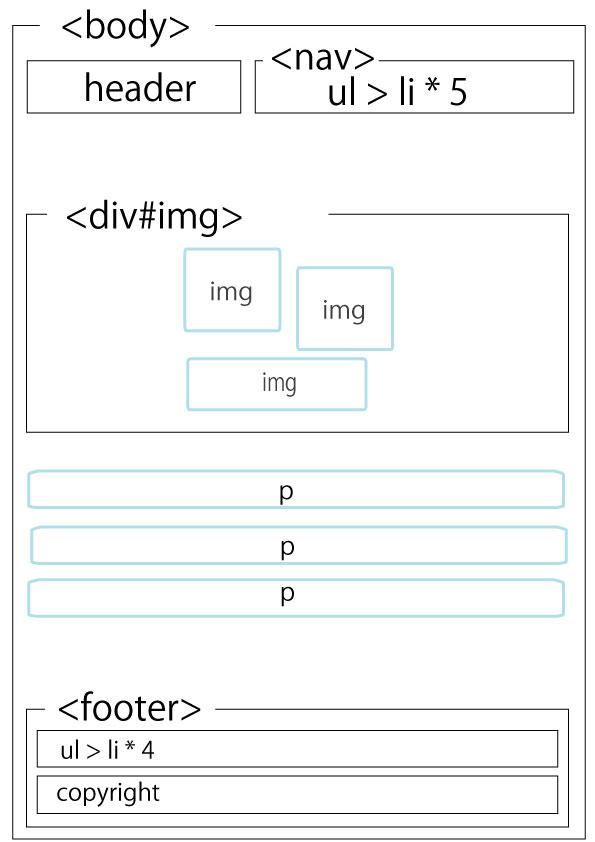 <body>
header
<nav>
ul > li * 5
<div#img>
img
img
img
p
p
p
<footer>
ul > li * 4
copyright